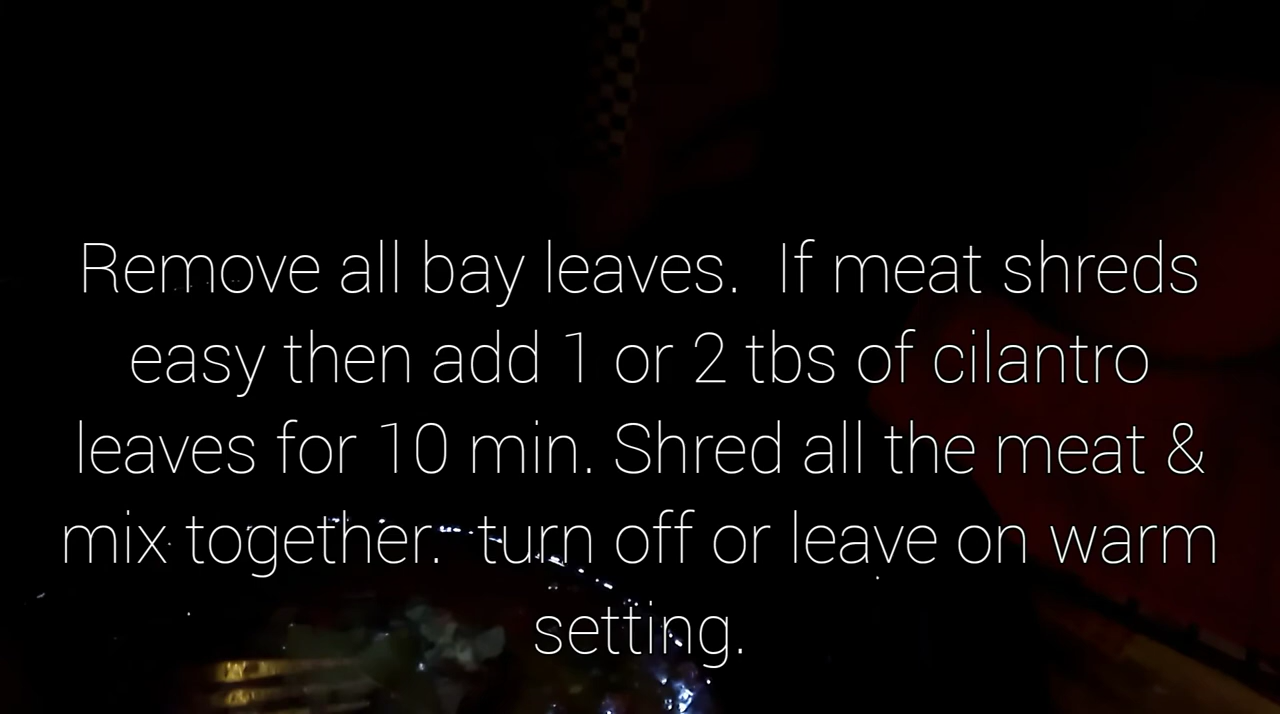 Remove all bay leaves.  If meat shreds
easy then add 1 or 2 tbs of cilantro
leaves for 10 min. Shred all the meat &
mix together.  turn off or leave on warm
setting.